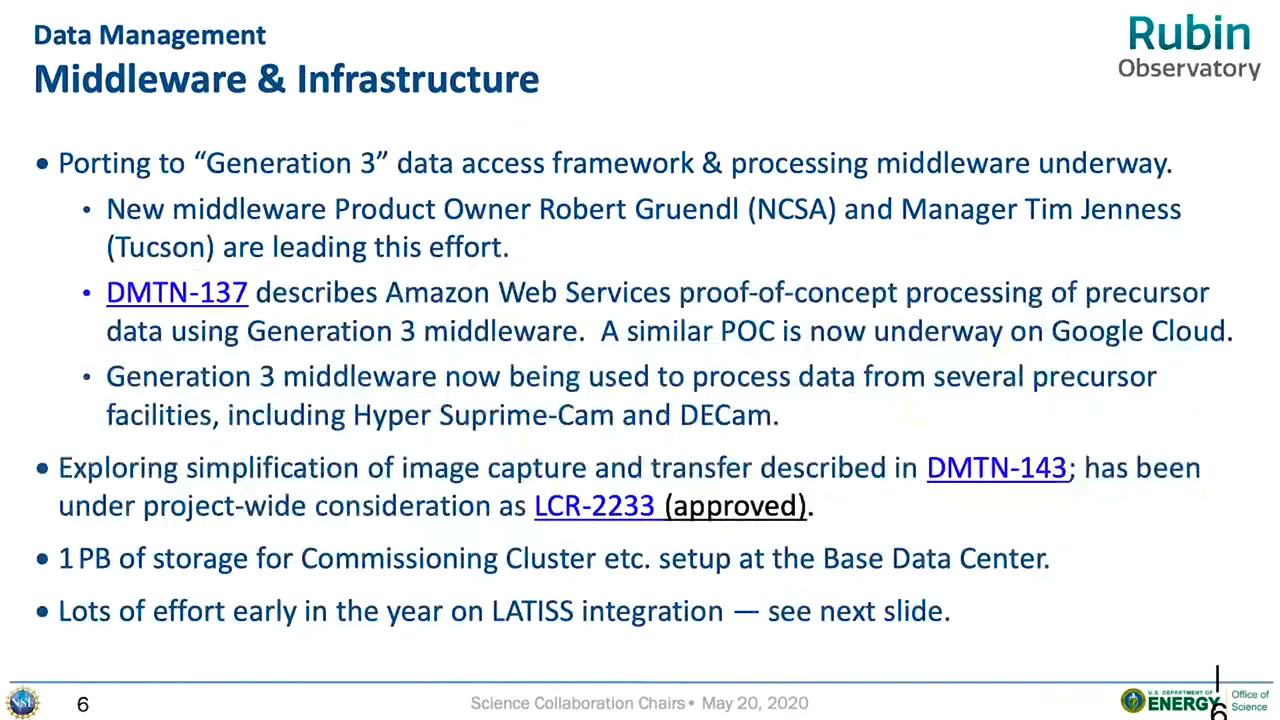 Data Management
Middleware & Infrastructure
Rubin
Observatory
• Porting to “Generation 3” data access framework & processing middleware underway.
• New middleware Product Owner Robert Gruendl (NCSA) and Manager Tim Jenness
(Tucson) are leading this effort.
• DMTN-137 describes Amazon Web Services proof-of-concept processing of precursor
data using Generation 3 middleware. A similar POC is now underway on Google Cloud.
• Generation 3 middleware now being used to process data from several precursor
facilities, including Hyper Suprime-Cam and DECam.
• Exploring simplification of image capture and transfer described in DMTN-143; has been
under project-wide consideration as LCR-2233 (approved).
• 1 PB of storage for Commissioning Cluster etc. setup at the Base Data Center.
• Lots of effort early in the year on LATISS integration — see next slide.
NSF
6
Science Collaboration Chairs • May 20, 2020
U.S. DEPARTMENT OF
ENERGY
Office of
Science
6